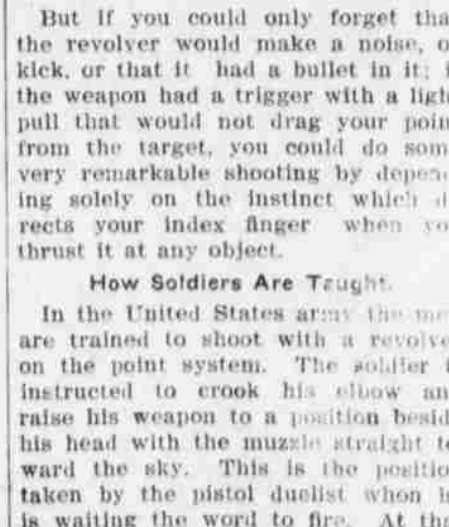 But if you could only forget tha
the revolver would make a noise, o
kick, or that it had a bullet in it; i
the weapon had a trigger with a ligh
pull that would not drag your poin
from the target, you could do som
very remarkable shooting by depen
ing solely on the instinct which d
rects your index finger when yo
thrust it at any object.
How Soldiers Are Taught.
In the United States army the me
are trained to shoot with a revolve
on the point system. The soldier i
instructed to crook his elbow an
raise his weapon to a position besid
his head with the muzzle straight to
ward the sky. This is the positio
taken by the pistol duelist when h
is waiting the word to fire. At tha